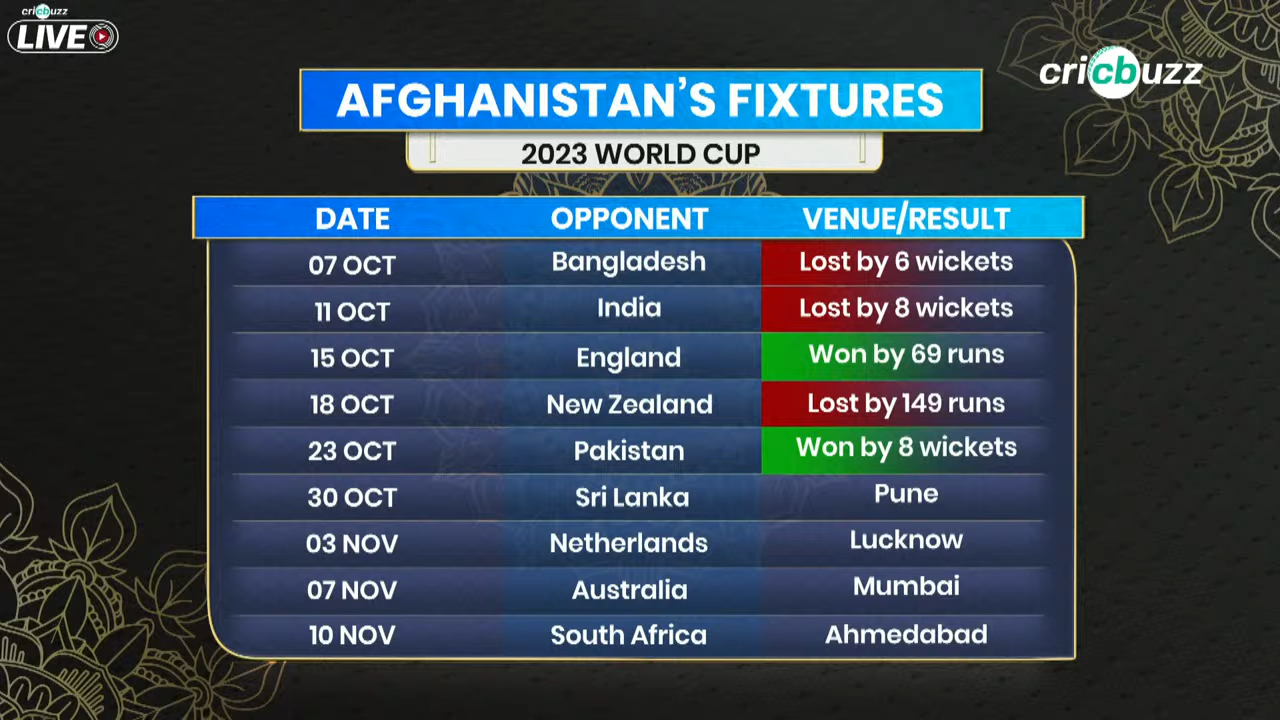 cricbuzz
LIVE
cricbuzz
AFGHANISTAN'S FIXTURES
2023 WORLD CUP
DATE OPPONENT VENUE/RESULT
07 OCT Bangladesh Lost by 6 wickets
11 OCT India Lost by 8 wickets
15 OCT England Won by 69 runs
18 OCT New Zealand Lost by 149 runs
23 OCT Pakistan Won by 8 wickets
30 OCT Sri Lanka Pune
03 NOV Netherlands Lucknow
07 NOV Australia Mumbai
10 NOV South Africa Ahmedabad